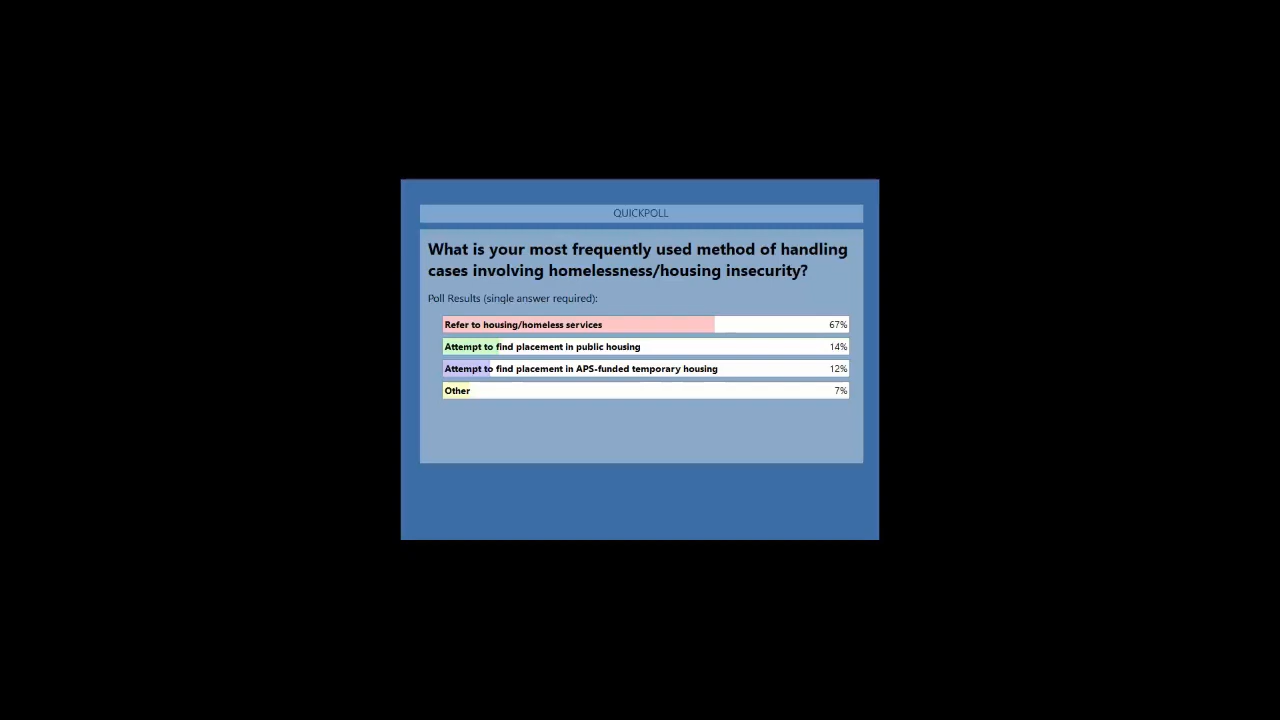 QUICKPOLL
What is your most frequently used method of handling
cases involving homelessness/housing insecurity?
Poll Results (single answer required):
Refer to housing/homeless services 67%
Attempt to find placement in public housing 14%
Attempt to find placement in APS-funded temporary housing 12%
Other 7%